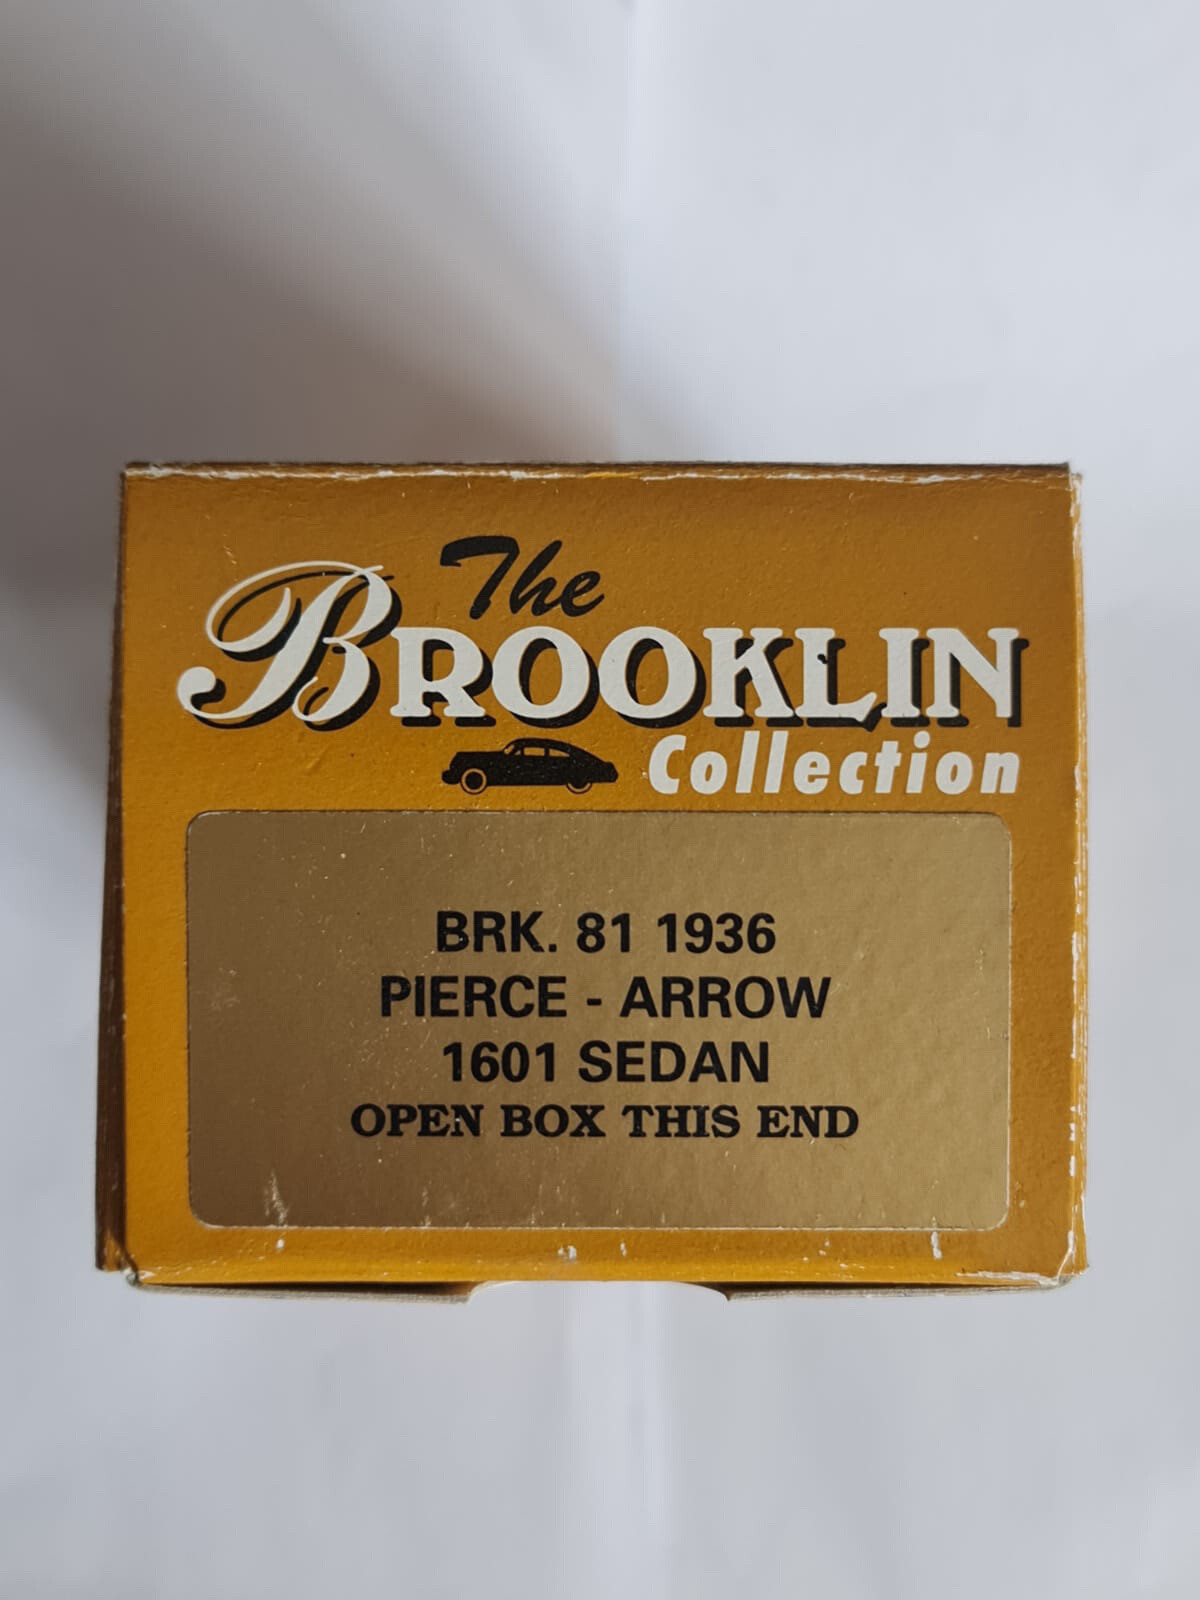 The
BROOKLIN
Collection
BRK. 81 1936
PIERCE - ARROW
1601 SEDAN
OPEN BOX THIS END